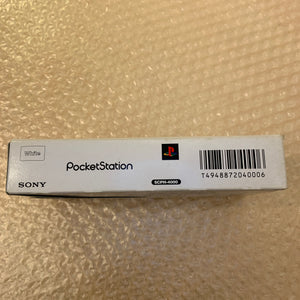 White
PocketStation
SONY
SCPH-4000
T4948872040006